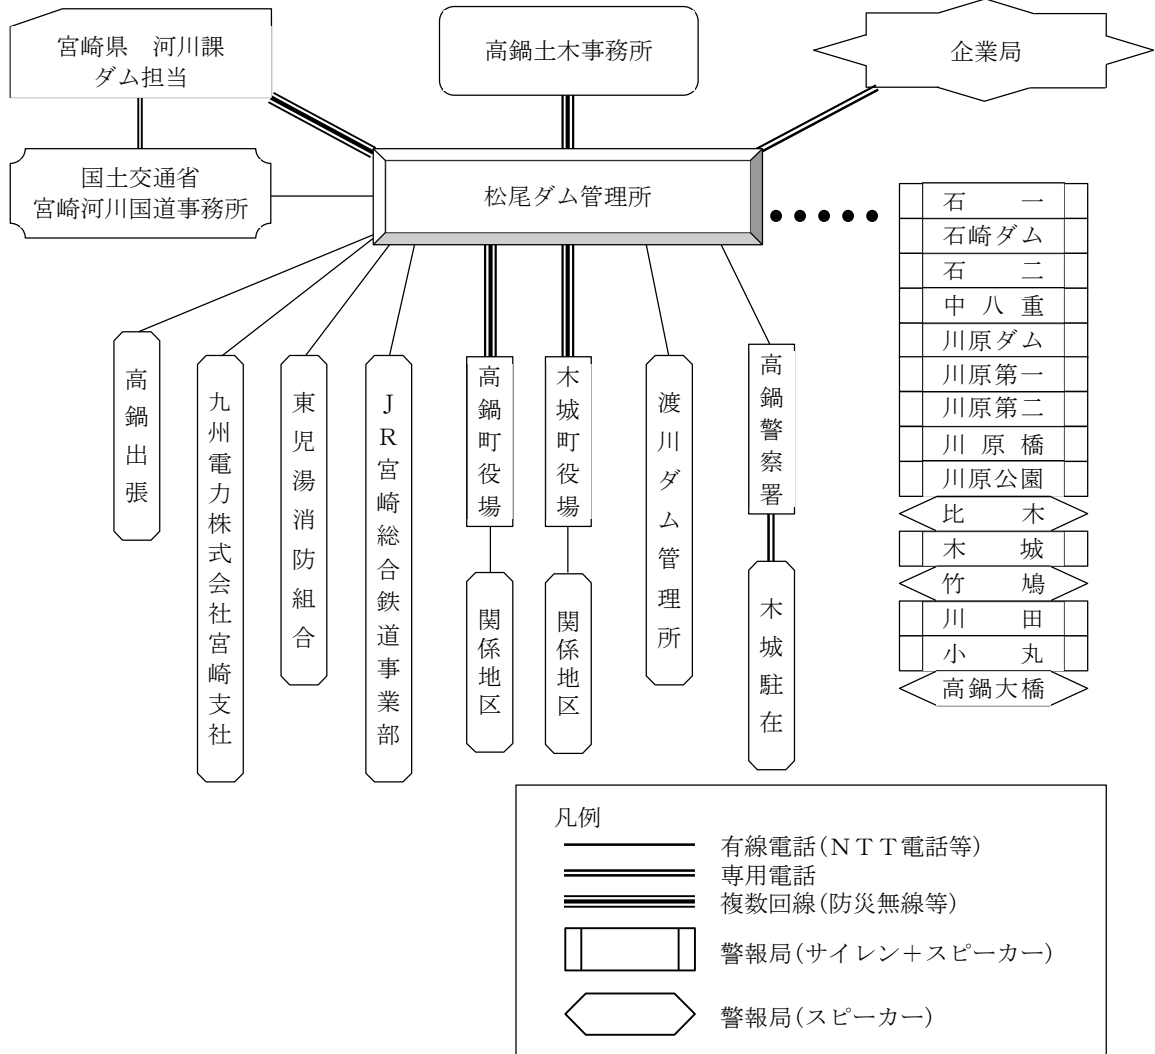 宮崎県　河川課
ダム担当
高鍋土木事務所
企業局
国土交通省
宮崎河川国道事務所
松尾ダム管理所
石　　一
石崎ダム
石　　二
中八重
川原ダム
川原第一
川原第二
川原橋
川原公園
比　　木
木　　城
竹　　鳩
川　　田
小　　丸
高鍋大橋
高鍋出張
九州電力株式会社宮崎支社
東児湯消防組合
ＪＲ宮崎総合鉄道事業部
高鍋町役場
木城町役場
渡川ダム管理所
高鍋警察署
関係地区
関係地区
木城駐在
凡例
有線電話(ＮＴＴ電話等)
専用電話
複数回線(防災無線等)
警報局(サイレン＋スピーカー)
警報局(スピーカー)